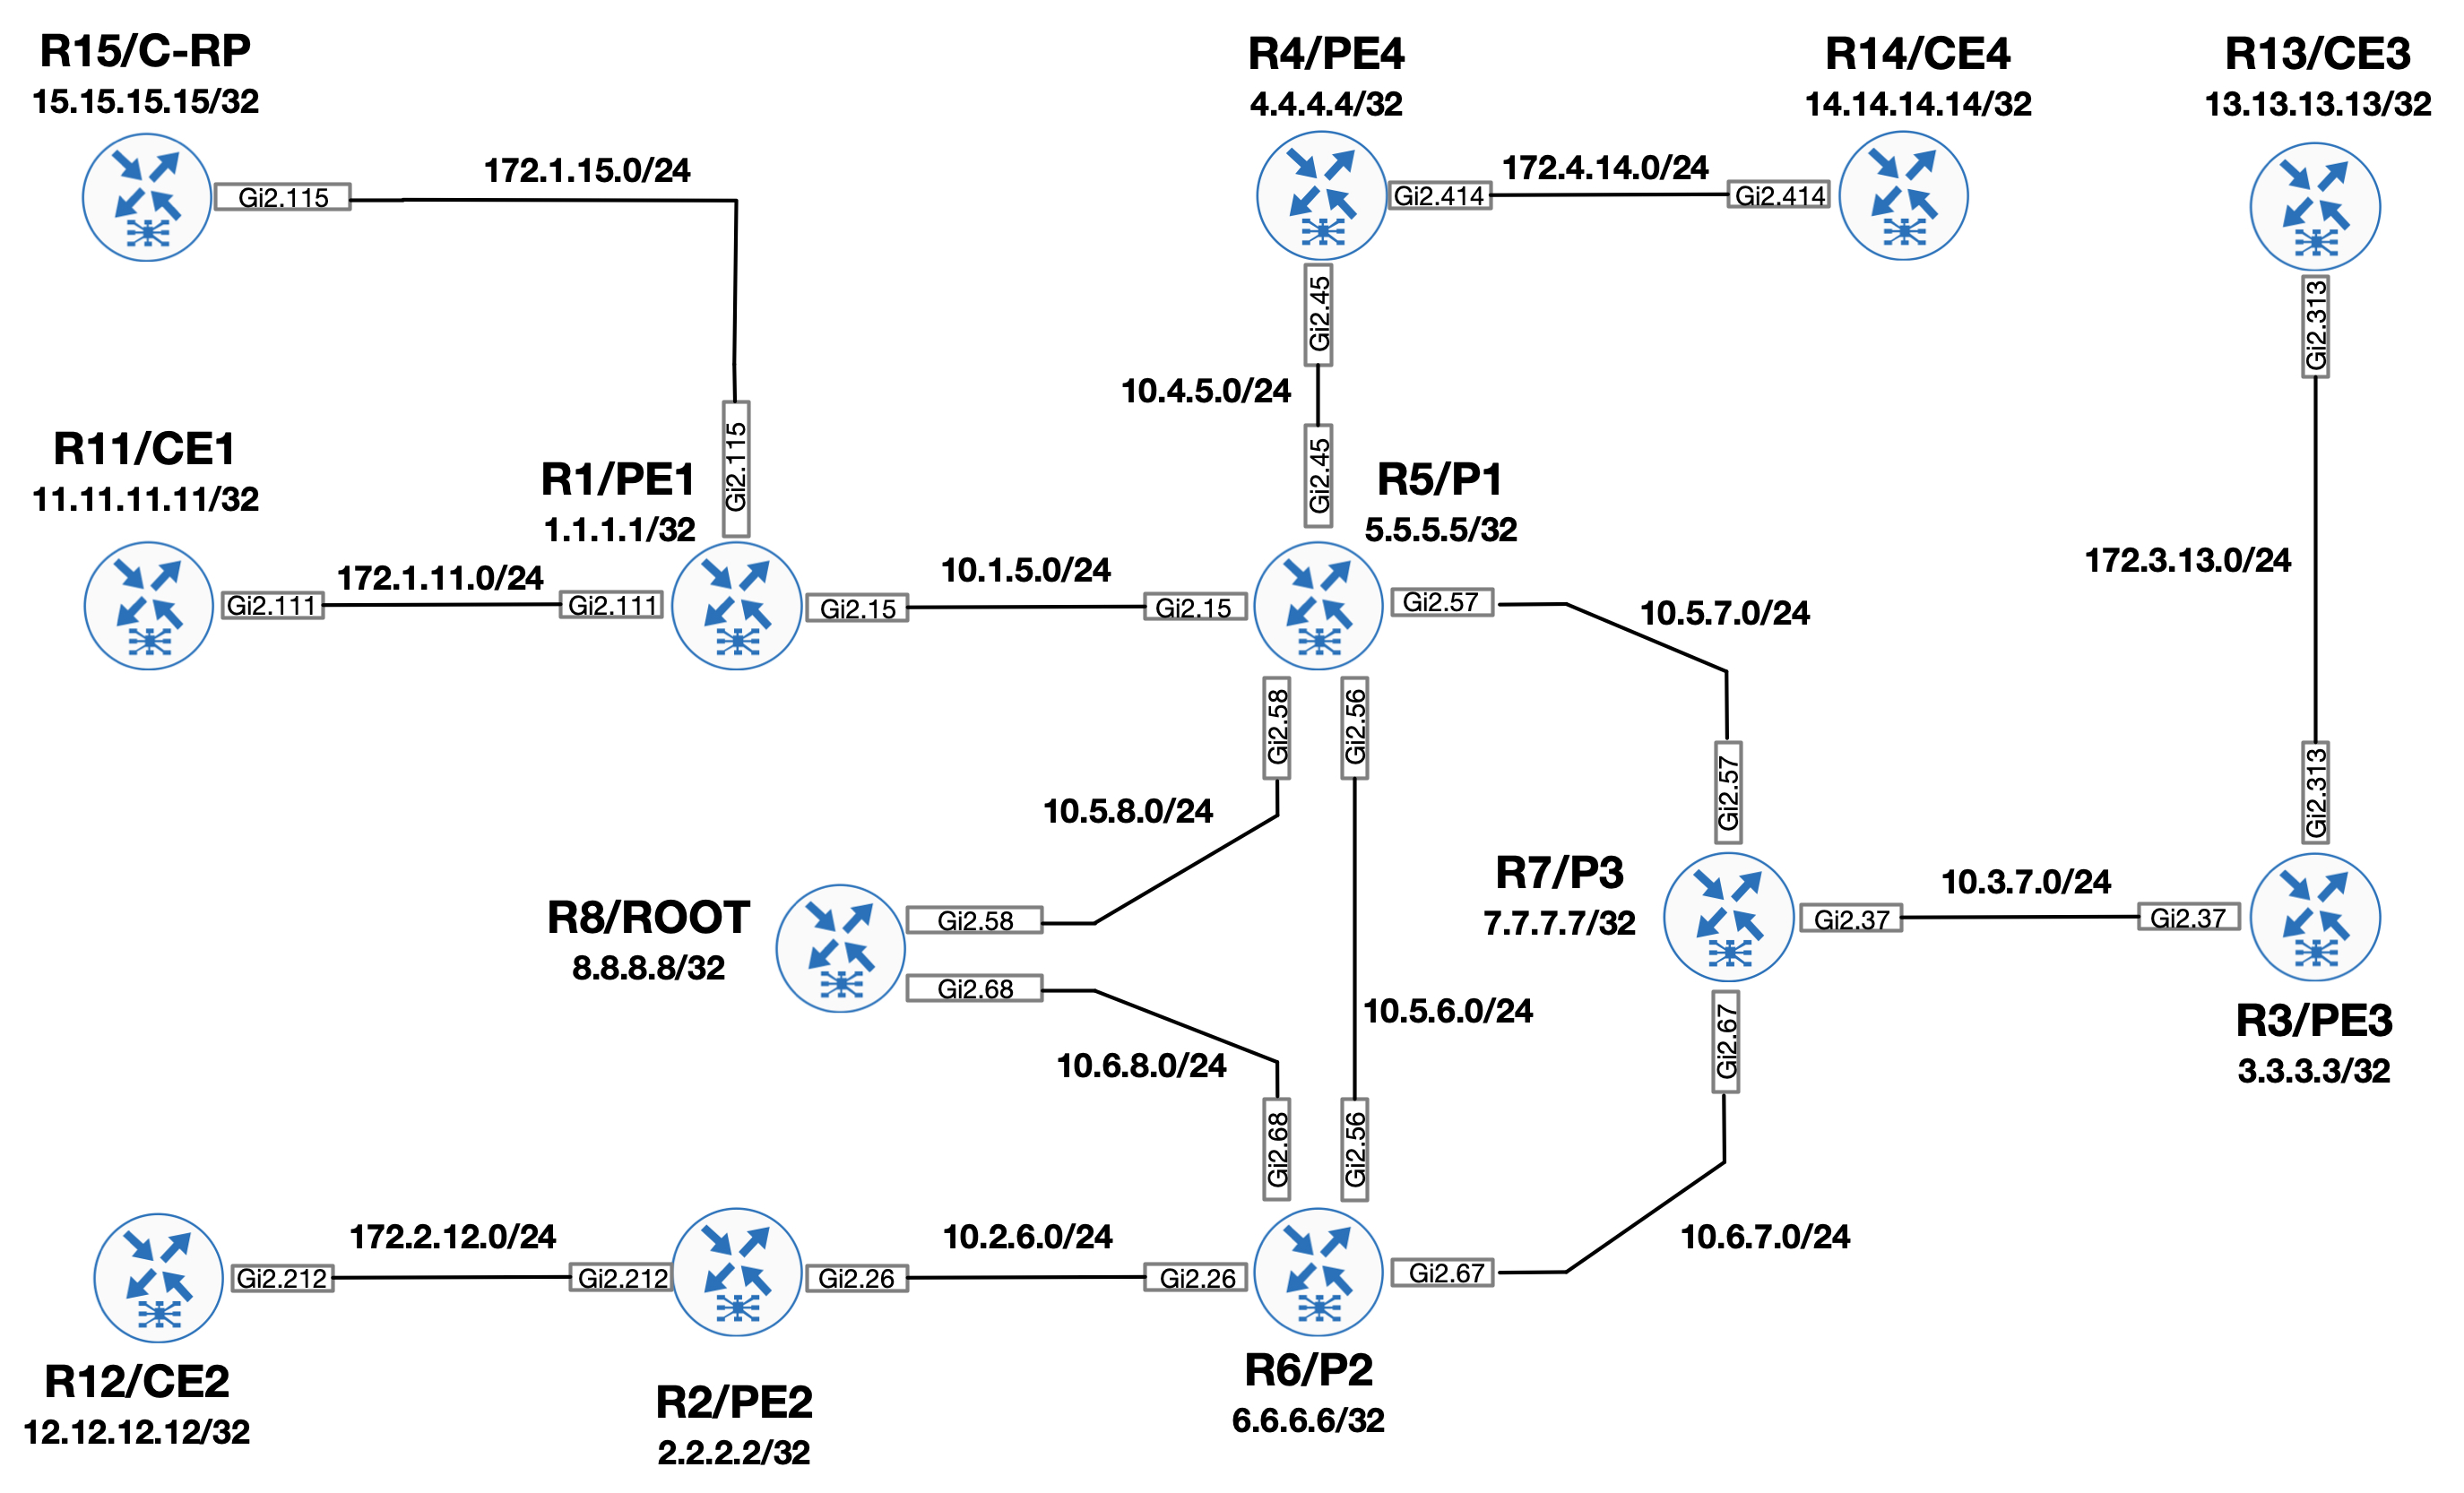 R15/C-RP
15.15.15.15/32
Gi2.115
172.1.15.0/24
Gi2.115
R4/PE4
4.4.4.4/32
Gi2.414
172.4.14.0/24
Gi2.414
R14/CE4
14.14.14.14/32
R13/CE3
13.13.13.13/32
Gi2.313
172.3.13.0/24
Gi2.313
Gi2.45
10.4.5.0/24
Gi2.45
R11/CE1
11.11.11.11/32
Gi2.111
172.1.11.0/24
Gi2.111
R1/PE1
1.1.1.1/32
Gi2.15
10.1.5.0/24
Gi2.15
R5/P1
5.5.5.5/32
Gi2.57
10.5.7.0/24
Gi2.57
Gi2.58
Gi2.56
10.5.8.0/24
R8/ROOT
8.8.8.8/32
Gi2.58
Gi2.68
10.6.8.0/24
10.5.6.0/24
Gi2.68
Gi2.56
R7/P3
7.7.7.7/32
Gi2.37
10.3.7.0/24
Gi2.37
R3/PE3
3.3.3.3/32
Gi2.67
10.6.7.0/24
Gi2.67
Gi2.212
172.2.12.0/24
Gi2.212
Gi2.26
10.2.6.0/24
Gi2.26
R12/CE2
12.12.12.12/32
R2/PE2
2.2.2.2/32
R6/P2
6.6.6.6/32